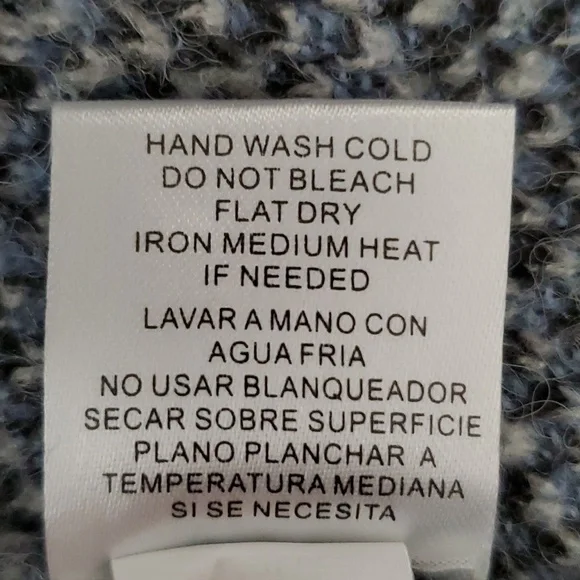 HAND WASH COLD
DO NOT BLEACH
FLAT DRY
IRON MEDIUM HEAT
IF NEEDED
LAVAR A MANO CON
AGUA FRIA
NO USAR BLANQUEADOR
SECAR SOBRE SUPERFICIE
PLANO PLANCHAR A
TEMPERATURA MEDIANA
SI SE NECESITA